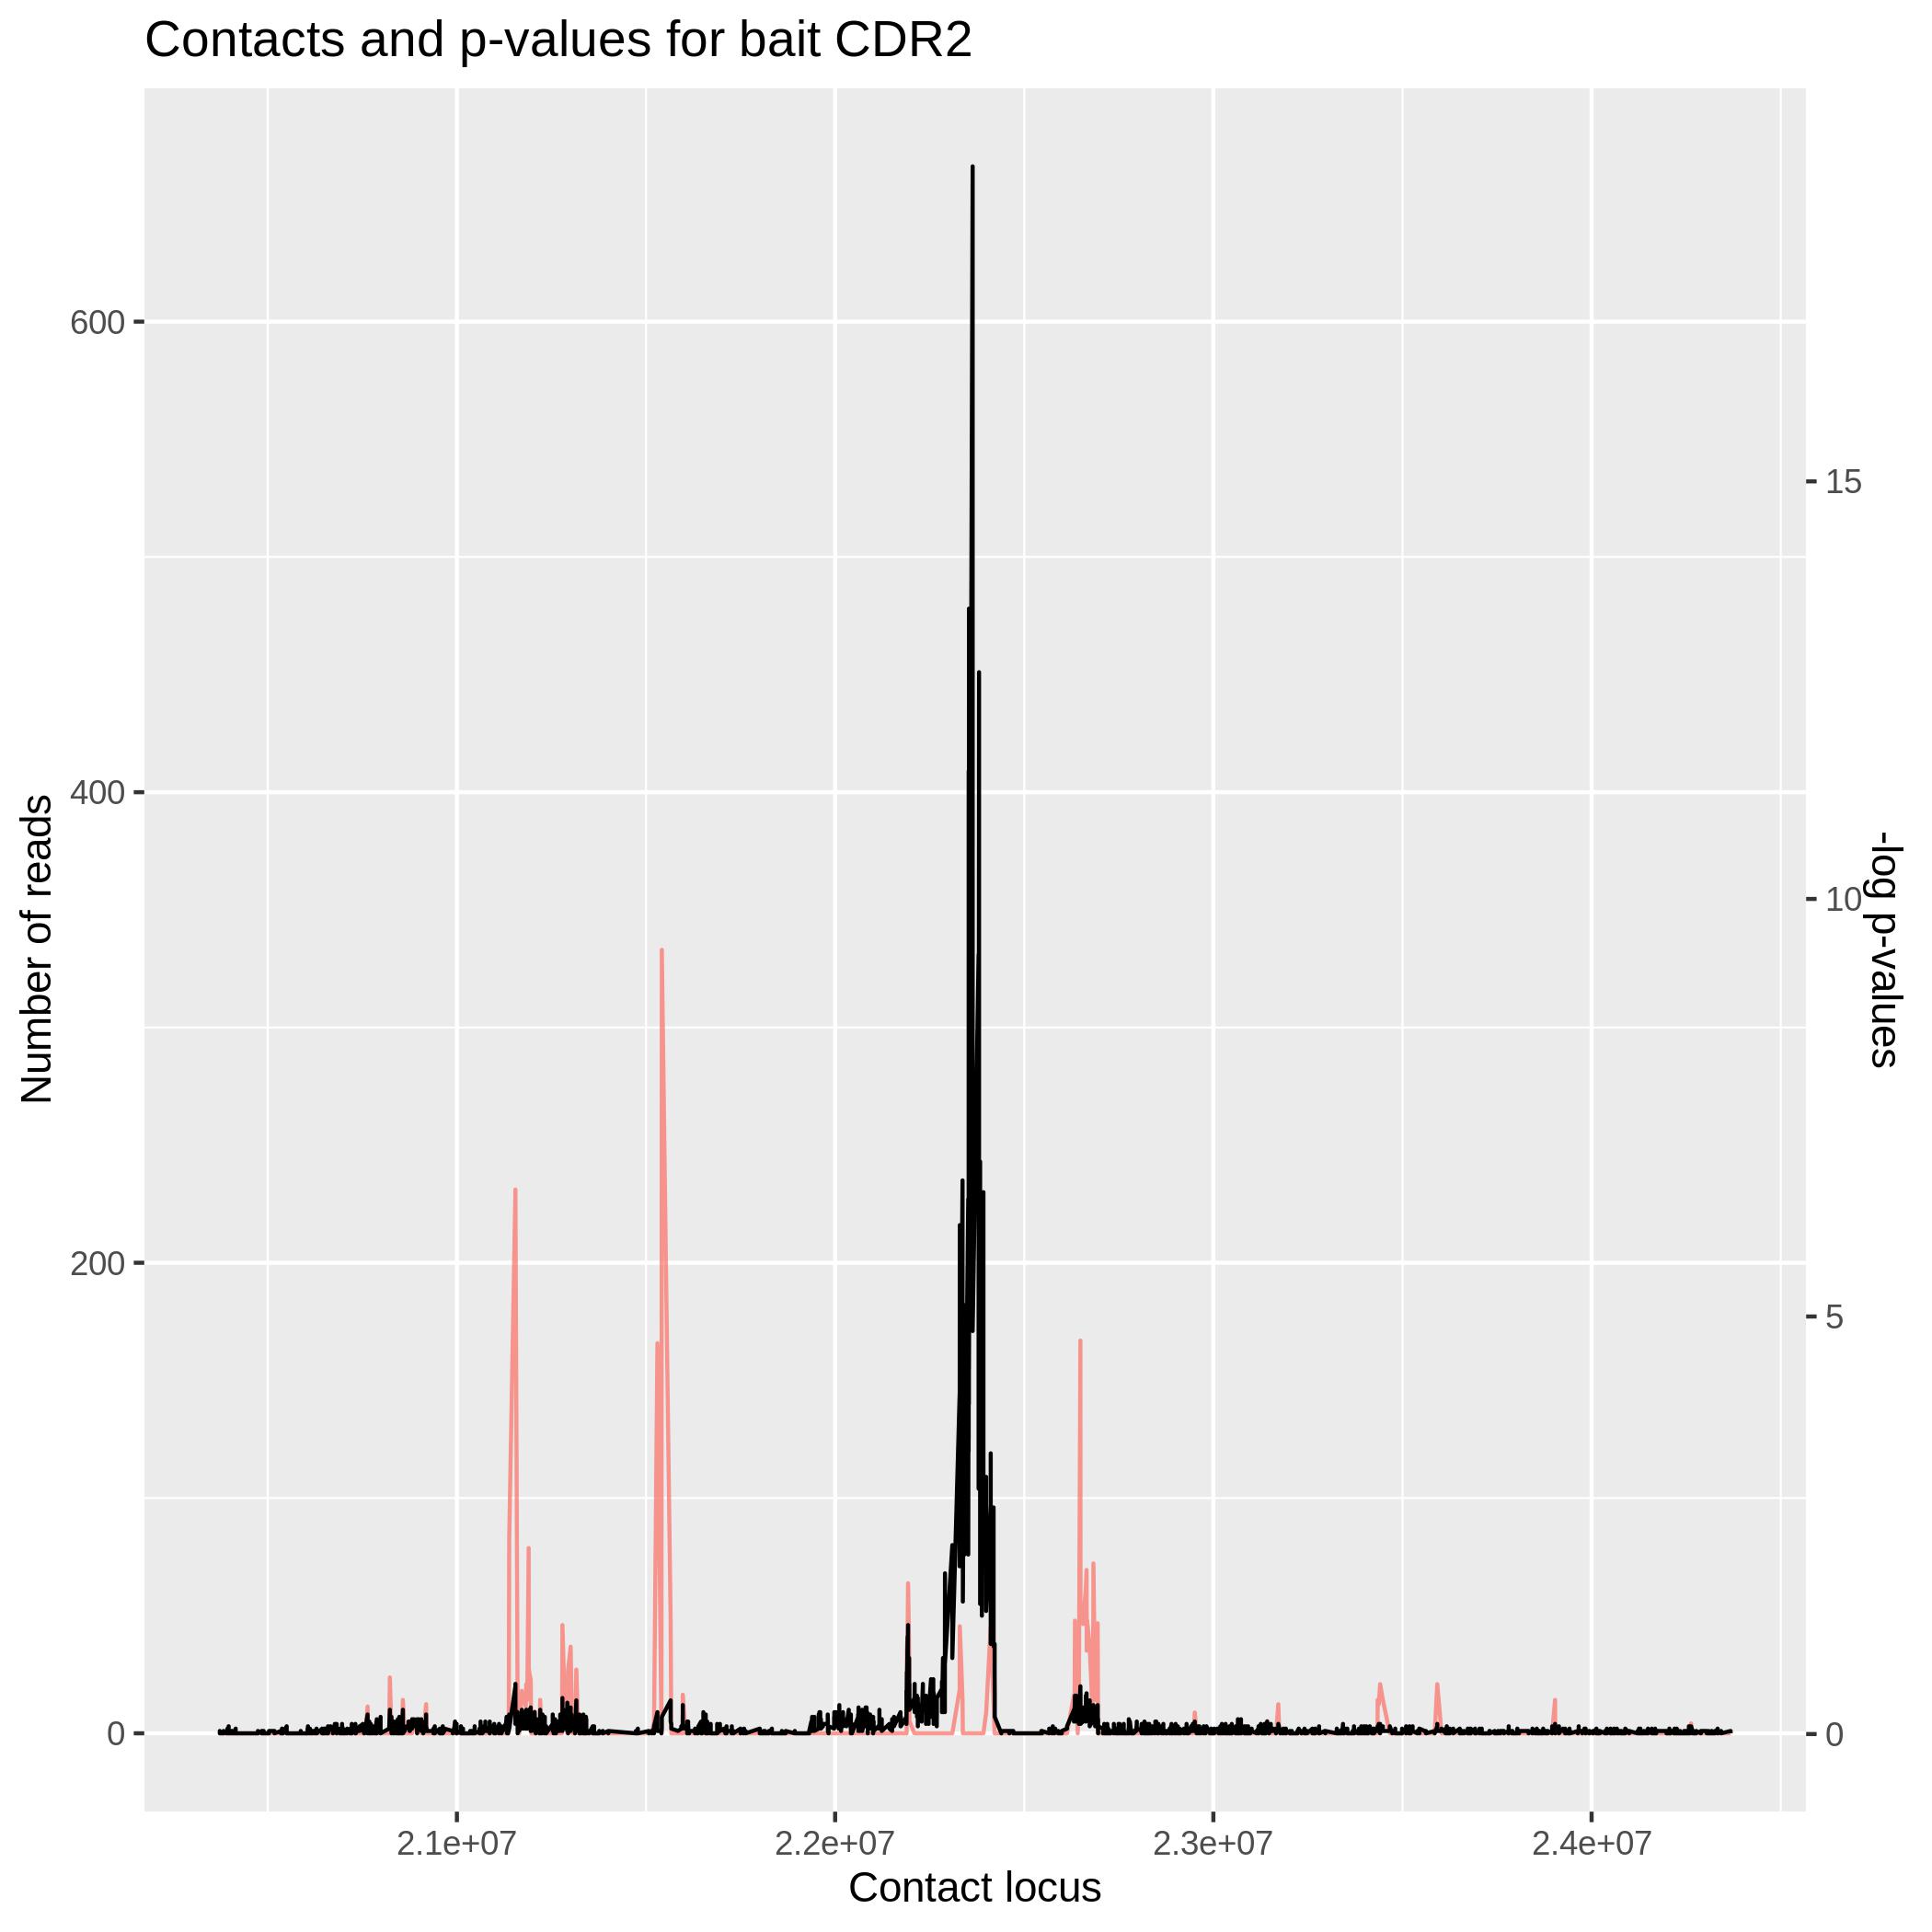 Contacts and p-values for bait CDR2
Number of reads
600
400
200
0
15
10
5
0
-log p-values
2.1e+07
2.2e+07
2.3e+07
2.4e+07
Contact locus